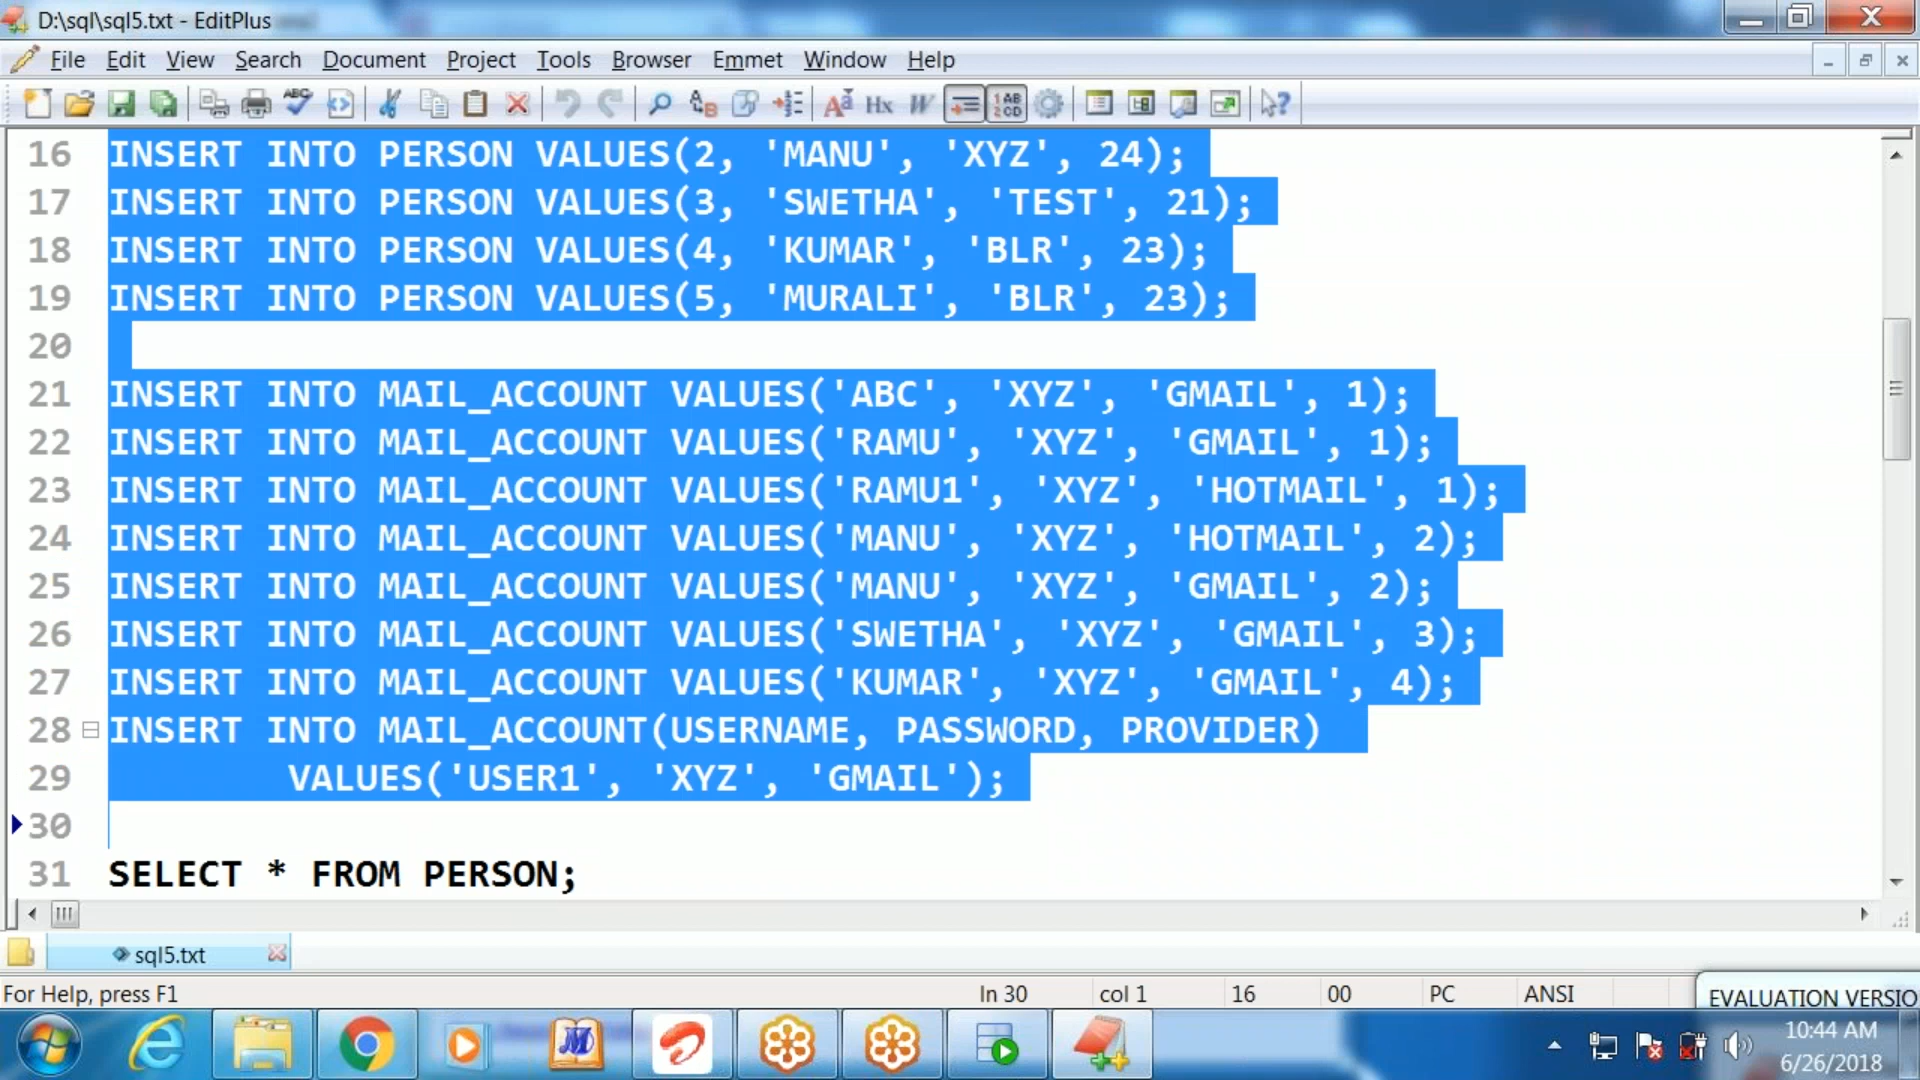 D:\sql\sql5.txt - EditPlus
File Edit View Search Document Project Tools Browser Emmet Window Help
16 INSERT INTO PERSON VALUES(2, 'MANU', 'XYZ', 24);
17 INSERT INTO PERSON VALUES(3, 'SWETHA', 'TEST', 21);
18 INSERT INTO PERSON VALUES(4, 'KUMAR', 'BLR', 23);
19 INSERT INTO PERSON VALUES(5, 'MURALI', 'BLR', 23);
20
21 INSERT INTO MAIL_ACCOUNT VALUES('ABC', 'XYZ', 'GMAIL', 1);
22 INSERT INTO MAIL_ACCOUNT VALUES('RAMU', 'XYZ', 'GMAIL', 1);
23 INSERT INTO MAIL_ACCOUNT VALUES('RAMU1', 'XYZ', 'HOTMAIL', 1);
24 INSERT INTO MAIL_ACCOUNT VALUES('MANU', 'XYZ', 'HOTMAIL', 2);
25 INSERT INTO MAIL_ACCOUNT VALUES('MANU', 'XYZ', 'GMAIL', 2);
26 INSERT INTO MAIL_ACCOUNT VALUES('SWETHA', 'XYZ', 'GMAIL', 3);
27 INSERT INTO MAIL_ACCOUNT VALUES('KUMAR', 'XYZ', 'GMAIL', 4);
28 INSERT INTO MAIL_ACCOUNT(USERNAME, PASSWORD, PROVIDER)
29 VALUES('USER1', 'XYZ', 'GMAIL');
30
31 SELECT * FROM PERSON;
sql5.txt
For Help, press F1 ln 30 col 1 16 00 PC ANSI EVALUATION VERSIO
10:44 AM
6/26/2018